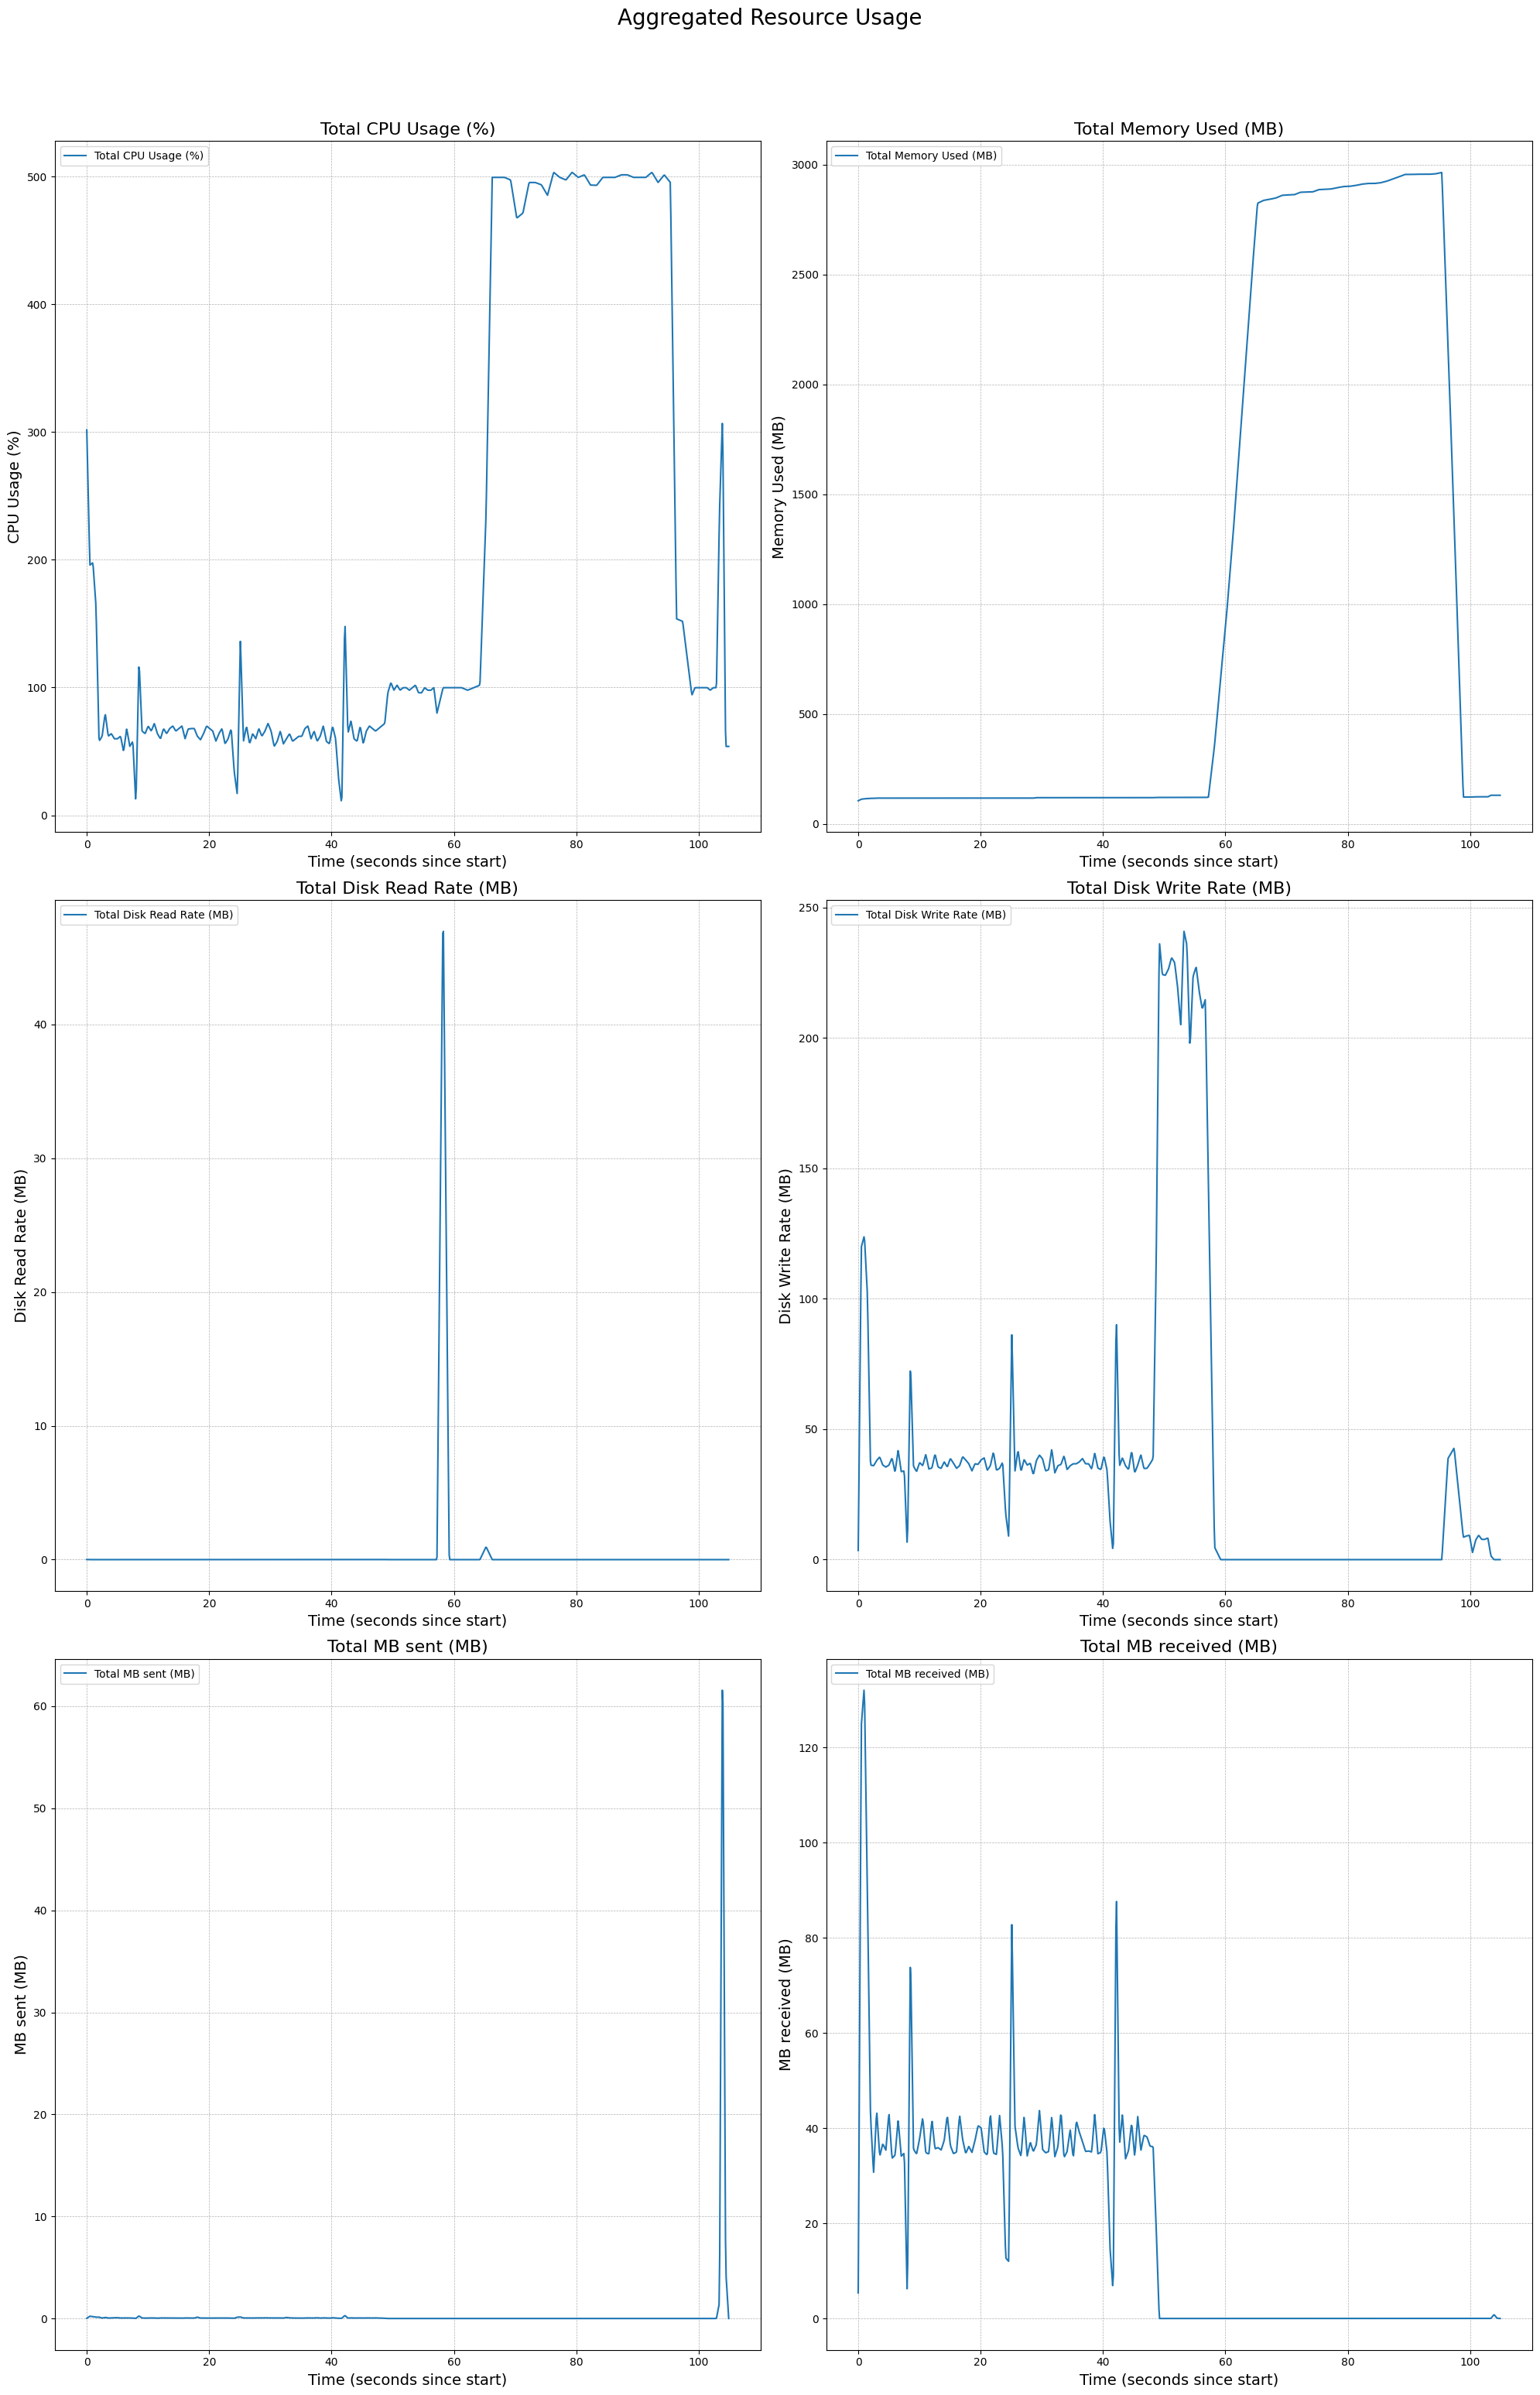 Aggregated Resource Usage
Total CPU Usage (%)
Total CPU Usage (%)
CPU Usage (%)
500
400
300
200
100
0
0 20 40 60 80 100
Time (seconds since start)
Total Memory Used (MB)
Total Memory Used (MB)
Memory Used (MB)
3000
2500
2000
1500
1000
500
0
0 20 40 60 80 100
Time (seconds since start)
Total Disk Read Rate (MB)
Total Disk Read Rate (MB)
Disk Read Rate (MB)
40
30
20
10
0
0 20 40 60 80 100
Time (seconds since start)
Total Disk Write Rate (MB)
Total Disk Write Rate (MB)
Disk Write Rate (MB)
250
200
150
100
50
0
0 20 40 60 80 100
Time (seconds since start)
Total MB sent (MB)
Total MB sent (MB)
MB sent (MB)
60
50
40
30
20
10
0
0 20 40 60 80 100
Time (seconds since start)
Total MB received (MB)
Total MB received (MB)
MB received (MB)
120
100
80
60
40
20
0
0 20 40 60 80 100
Time (seconds since start)